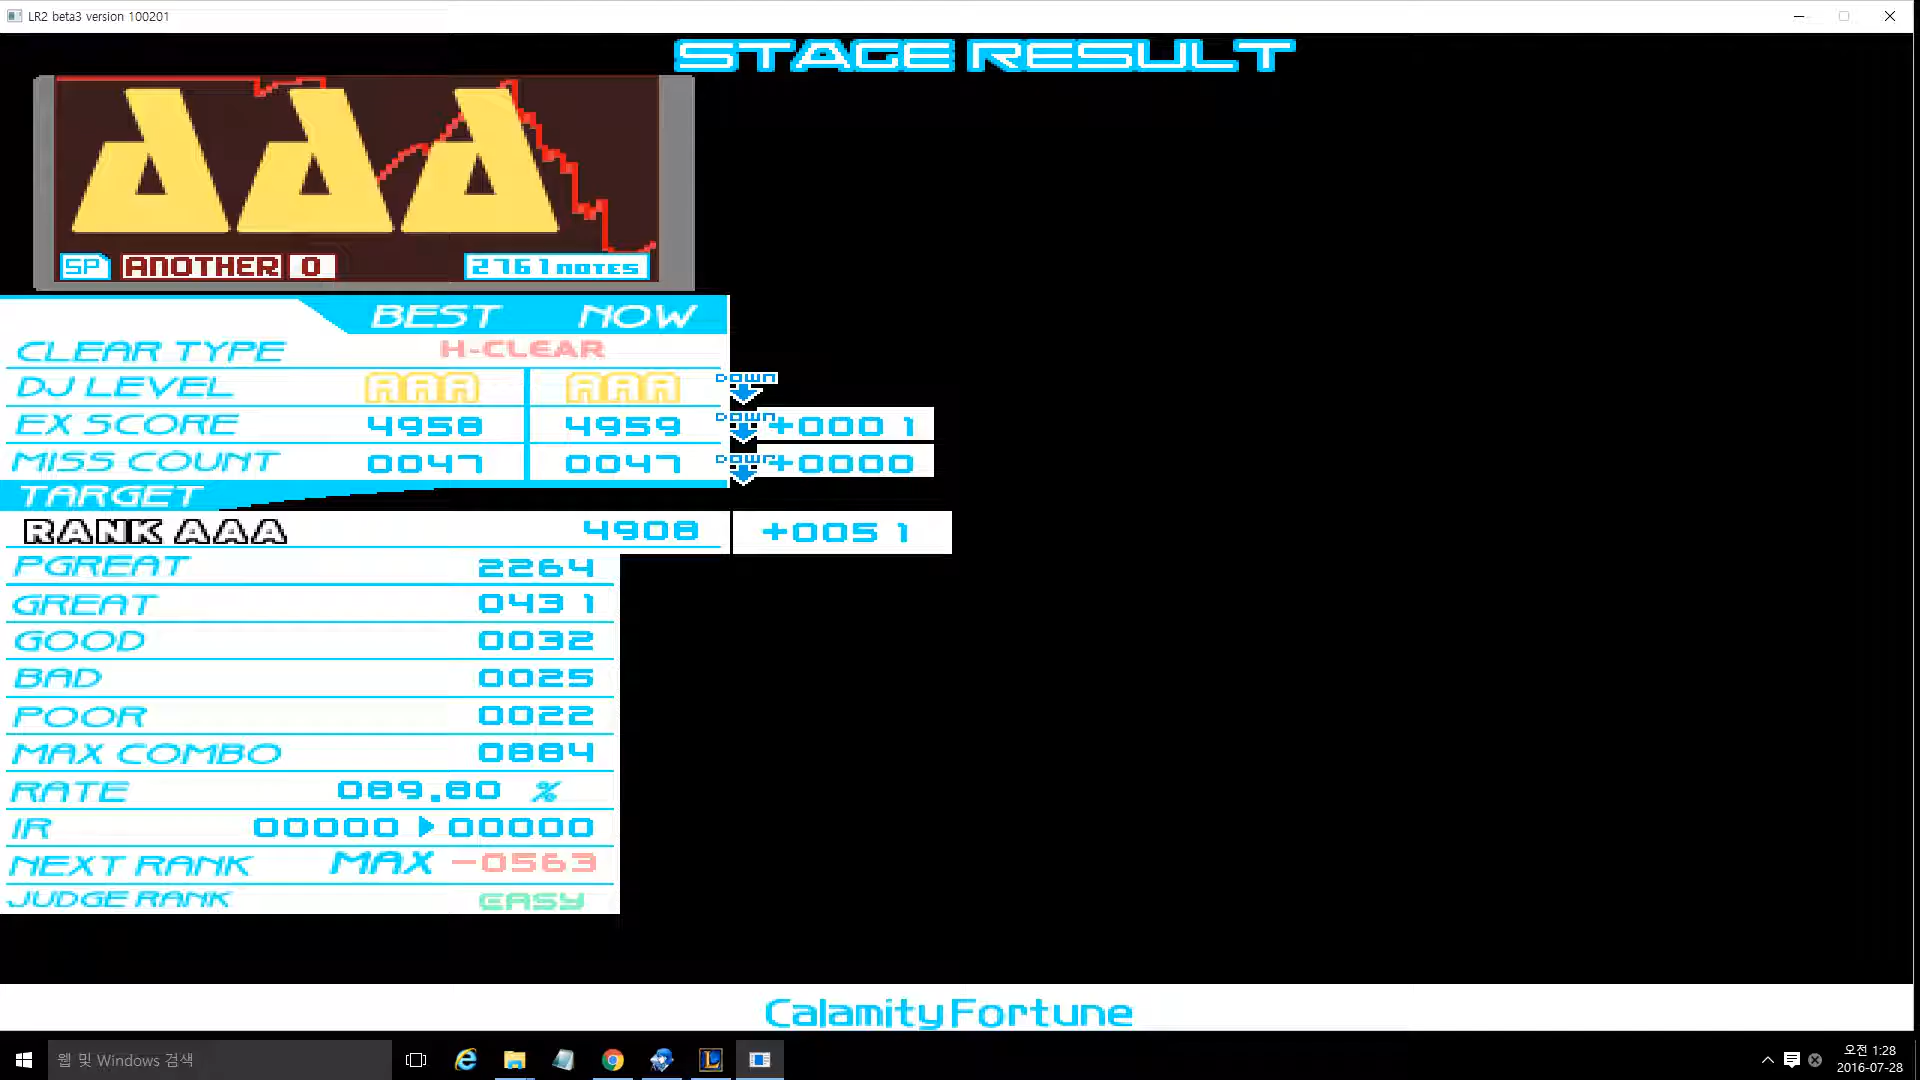 LR2 beta3 version 100201
STAGE RESULT
AAA
SP ANOTHER 0 2761 NOTES
BEST NOW
CLEAR TYPE H-CLEAR
DJ LEVEL AAA AAA DOWN
EX SCORE 4958 4959 DOWN +0001
MISS COUNT 0047 0047 DOWN +0000
TARGET
RANK AAA 4908 +0051
PGREAT 2264
GREAT 0431
GOOD 0032
BAD 0025
POOR 0022
MAX COMBO 0884
RATE 089.80 %
IR 00000 ▶ 00000
NEXT RANK MAX -0563
JUDGE RANK EASY
Calamity Fortune
웹 및 Windows 검색
오전 1:28
2016-07-28